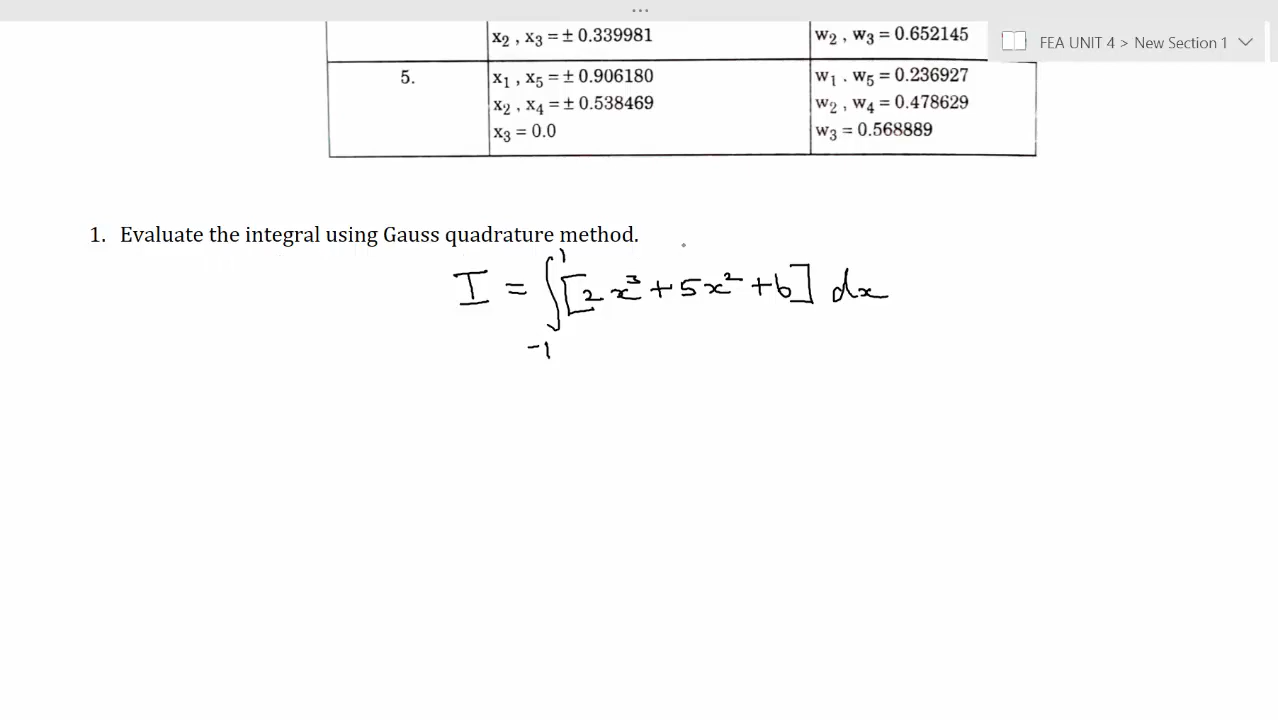 ...
x₂ , x₃ = ± 0.339981 w₂ , w₃ = 0.652145
FEA UNIT 4 > New Section 1
5. x₁ , x₅ = ± 0.906180 w₁ . w₅ = 0.236927
x₂ , x₄ = ± 0.538469 w₂ , w₄ = 0.478629
x₃ = 0.0 w₃ = 0.568889
1. Evaluate the integral using Gauss quadrature method.
I = ∫₋₁¹ [2x³ + 5x² + 6] dx